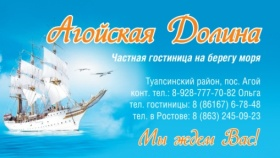 Агойская Долина
Частная гостиница на берегу моря
Туапсинский район, пос. Агой
конт. тел.: 8-928-777-70-82 Ольга
тел. гостиницы: 8 (86167) 6-78-48
тел. в Ростове: 8 (863) 245-09-23
Мы ждем Вас!